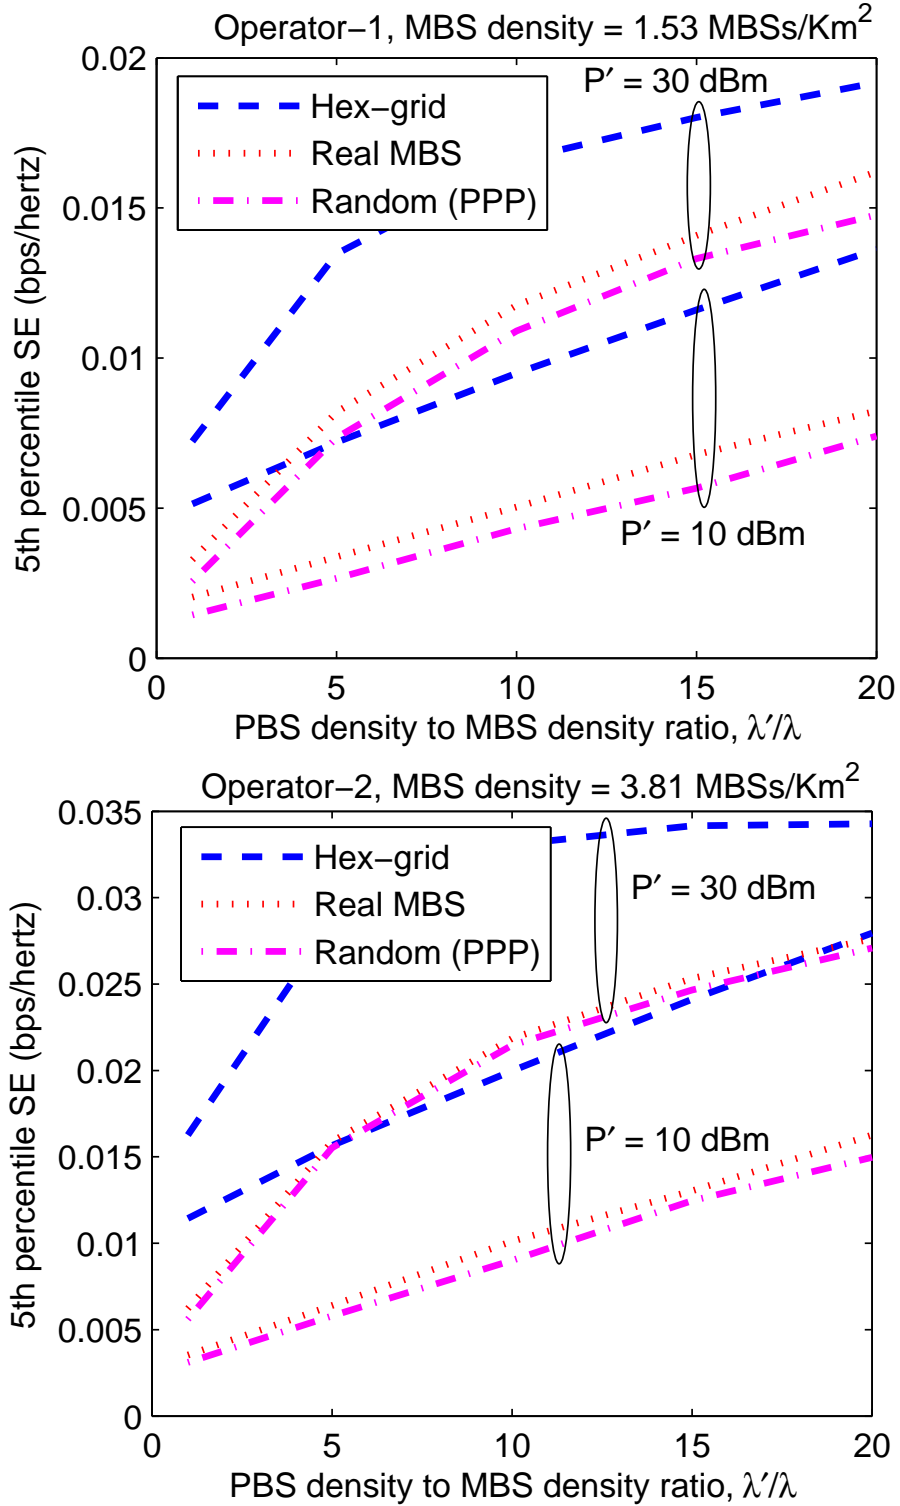 Operator−1, MBS density = 1.53 MBSs/Km²
5th percentile SE (bps/hertz)
0.02
0.015
0.01
0.005
0
Hex−grid
Real MBS
Random (PPP)
P′ = 30 dBm
P′ = 10 dBm
0 5 10 15 20
PBS density to MBS density ratio, λ′/λ
Operator−2, MBS density = 3.81 MBSs/Km²
5th percentile SE (bps/hertz)
0.035
0.03
0.025
0.02
0.015
0.01
0.005
0
Hex−grid
Real MBS
Random (PPP)
P′ = 30 dBm
P′ = 10 dBm
0 5 10 15 20
PBS density to MBS density ratio, λ′/λ